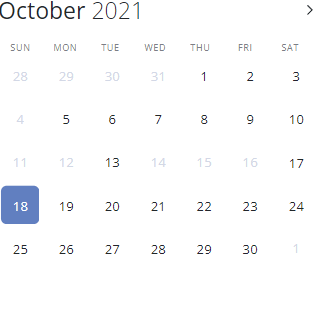 October 2021
SUN MON TUE WED THU FRI SAT
28 29 30 31 1 2 3
4 5 6 7 8 9 10
11 12 13 14 15 16 17
18 19 20 21 22 23 24
25 26 27 28 29 30 1